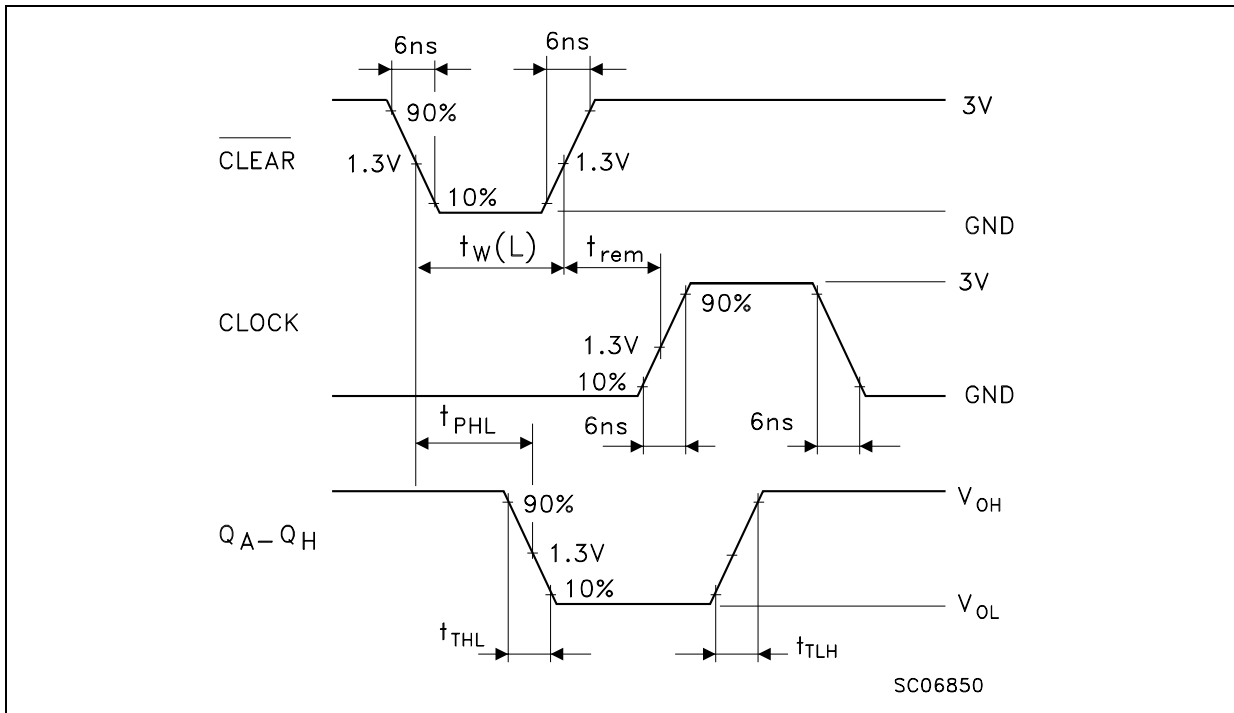 6ns 6ns
90% 3V
CLEAR 1.3V 1.3V
10%
GND
tW(L) trem
3V
90%
CLOCK
1.3V
10%
GND
tPHL
6ns 6ns
90% VOH
QA–QH
1.3V
10%
VOL
tTHL tTLH
SC06850